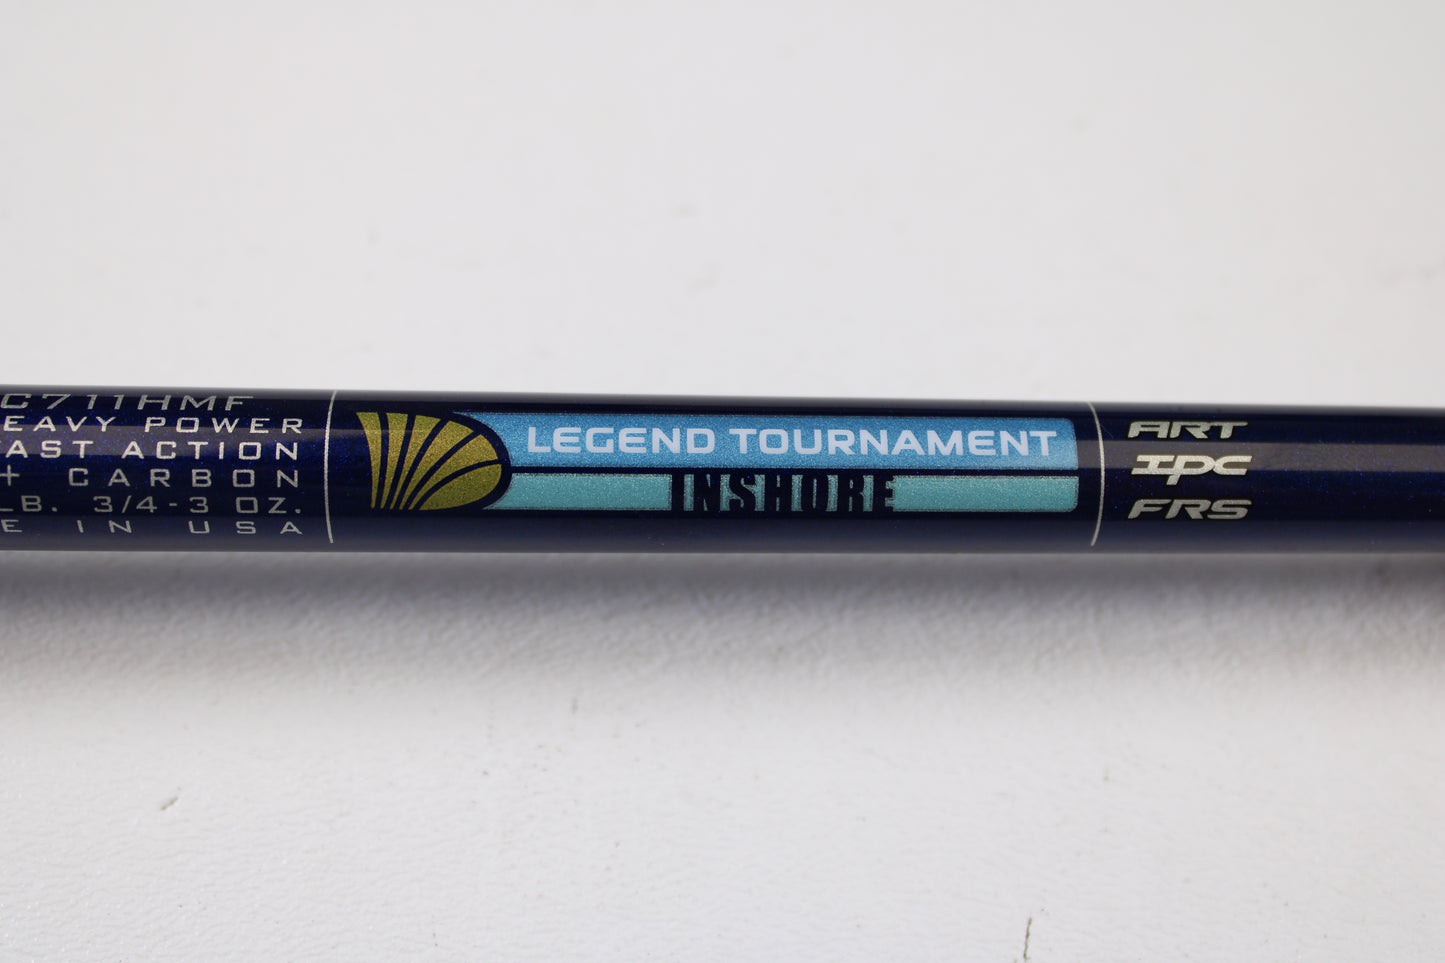 C711HMF
EAVY POWER
AST ACTION
+ CARBON
LB. 3/4-3 OZ.
E IN USA
LEGEND TOURNAMENT
INSHORE
ART
IPC
FRS